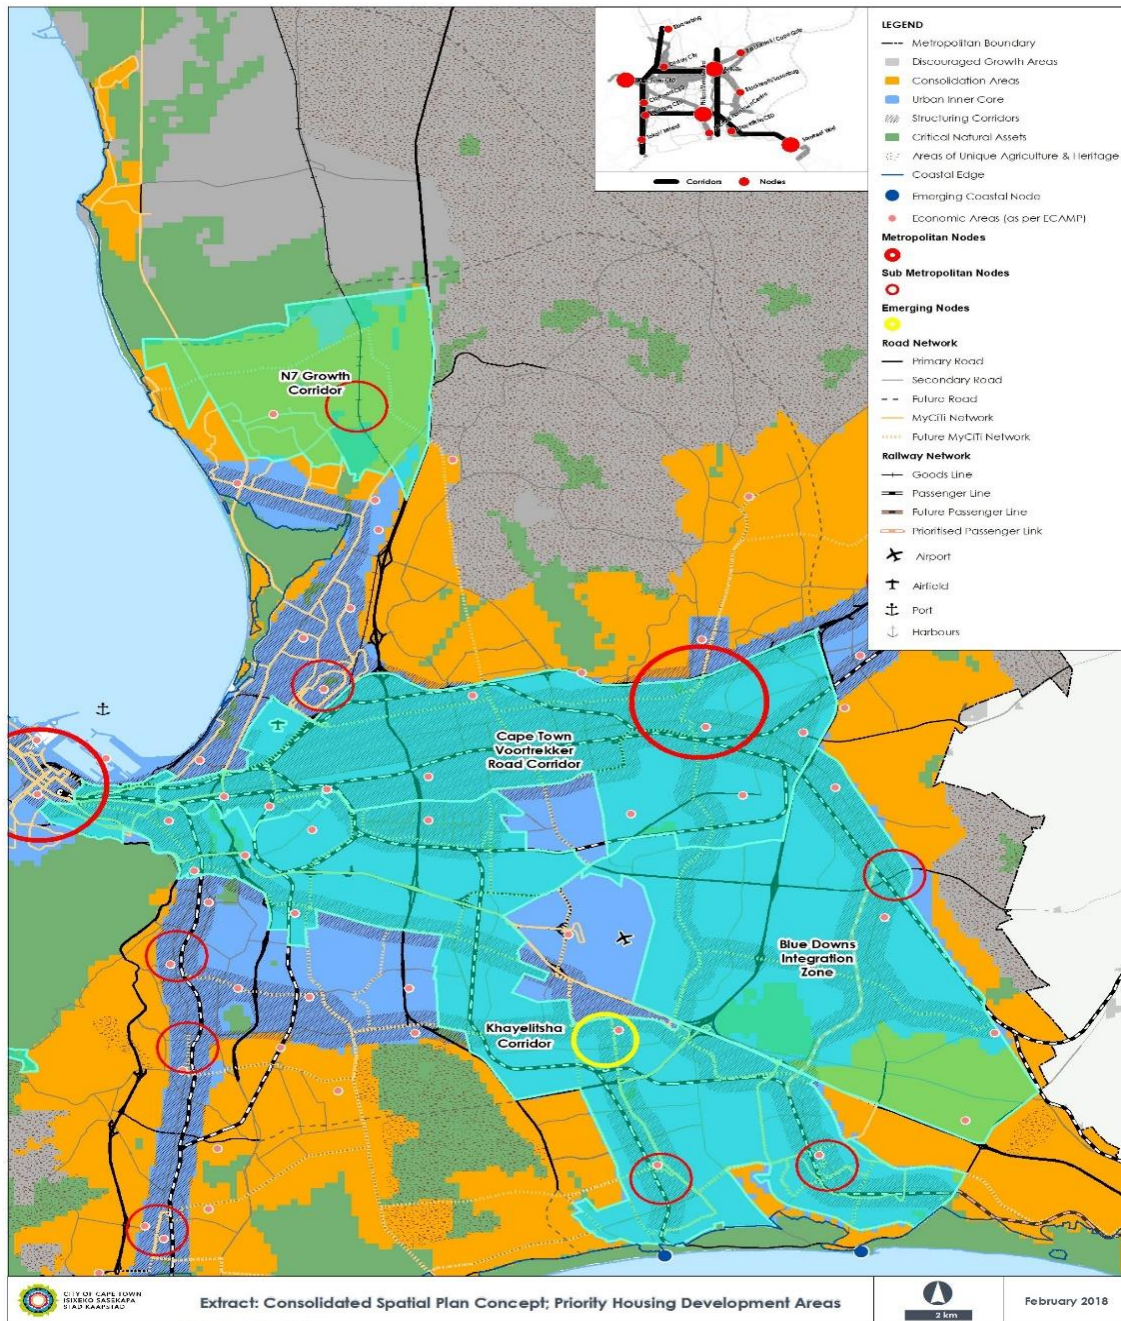 Century City
Corridors
Nodes
LEGEND
Metropolitan Boundary
Discouraged Growth Areas
Consolidation Areas
Urban Inner Core
Structuring Corridors
Critical Natural Assets
Areas of Unique Agriculture & Heritage
Coastal Edge
Emerging Coastal Node
Economic Areas (as per ECAMP)
Metropolitan Nodes
Sub Metropolitan Nodes
Emerging Nodes
Road Network
Primary Road
Secondary Road
Future Road
MyCiTi Network
Future MyCiTi Network
Railway Network
Goods Line
Passenger Line
Future Passenger Line
Prioritised Passenger Link
Airport
Airfield
Port
Harbours
N7 Growth
Corridor
Cape Town
Voortrekker
Road Corridor
Blue Downs
Integration
Zone
Khayelitsha
Corridor
CITY OF CAPE TOWN
ISIXEKO SASEKAPA
STAD KAAPSTAD
Extract: Consolidated Spatial Plan Concept; Priority Housing Development Areas
2 km
February 2018